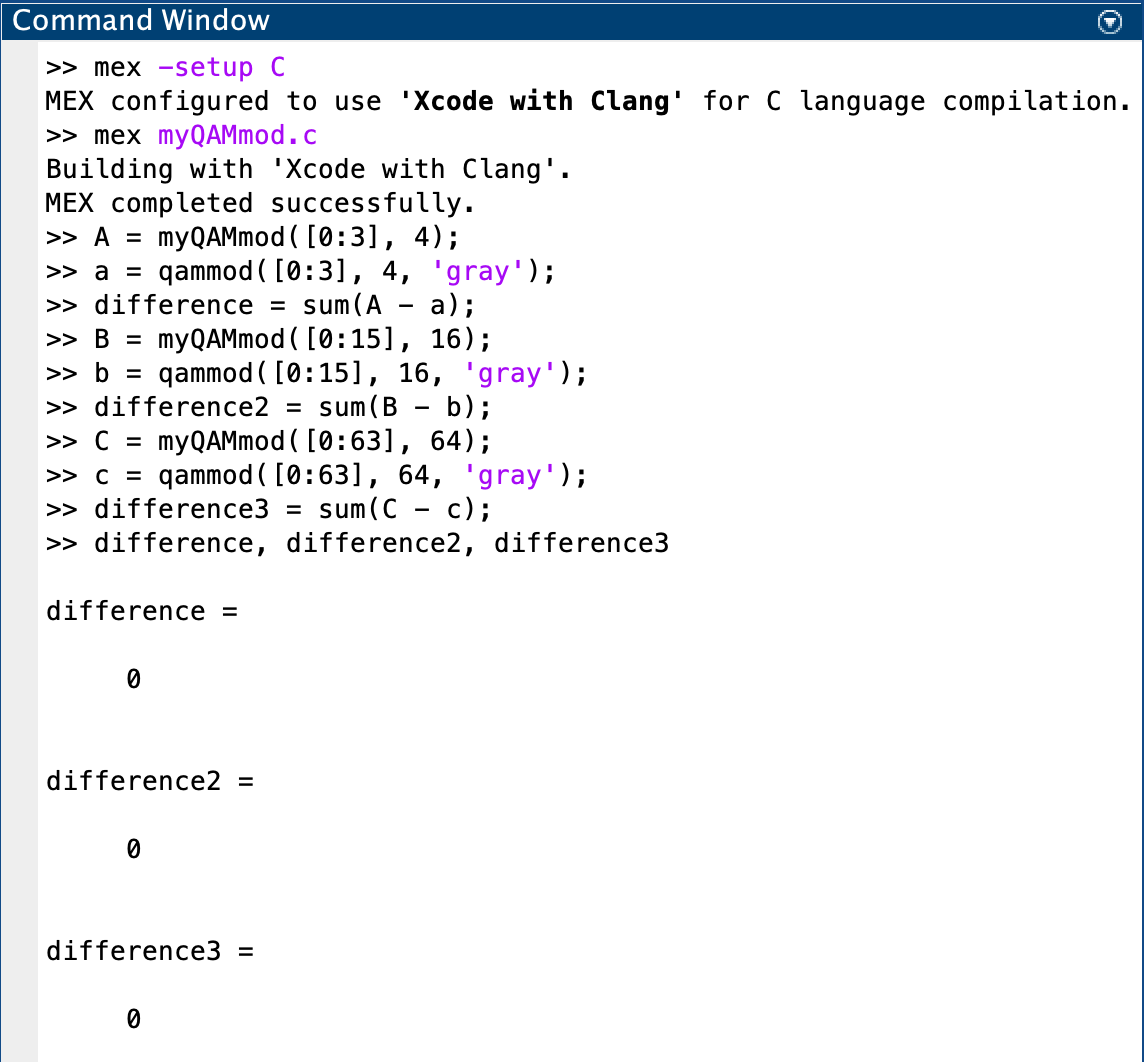 Command Window
>> mex -setup C
MEX configured to use 'Xcode with Clang' for C language compilation.
>> mex myQAMmod.c
Building with 'Xcode with Clang'.
MEX completed successfully.
>> A = myQAMmod([0:3], 4);
>> a = qammod([0:3], 4, 'gray');
>> difference = sum(A - a);
>> B = myQAMmod([0:15], 16);
>> b = qammod([0:15], 16, 'gray');
>> difference2 = sum(B - b);
>> C = myQAMmod([0:63], 64);
>> c = qammod([0:63], 64, 'gray');
>> difference3 = sum(C - c);
>> difference, difference2, difference3
difference =
0
difference2 =
0
difference3 =
0